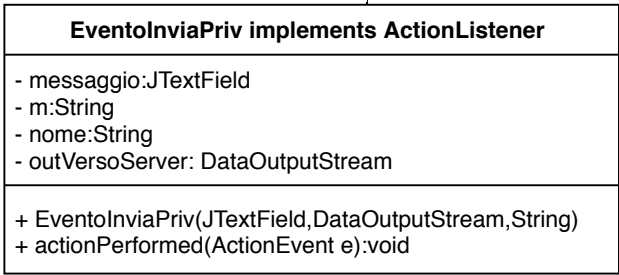 EventoInviaPriv implements ActionListener
- messaggio:JTextField
- m:String
- nome:String
- outVersoServer: DataOutputStream
+ EventoInviaPriv(JTextField,DataOutputStream,String)
+ actionPerformed(ActionEvent e):void